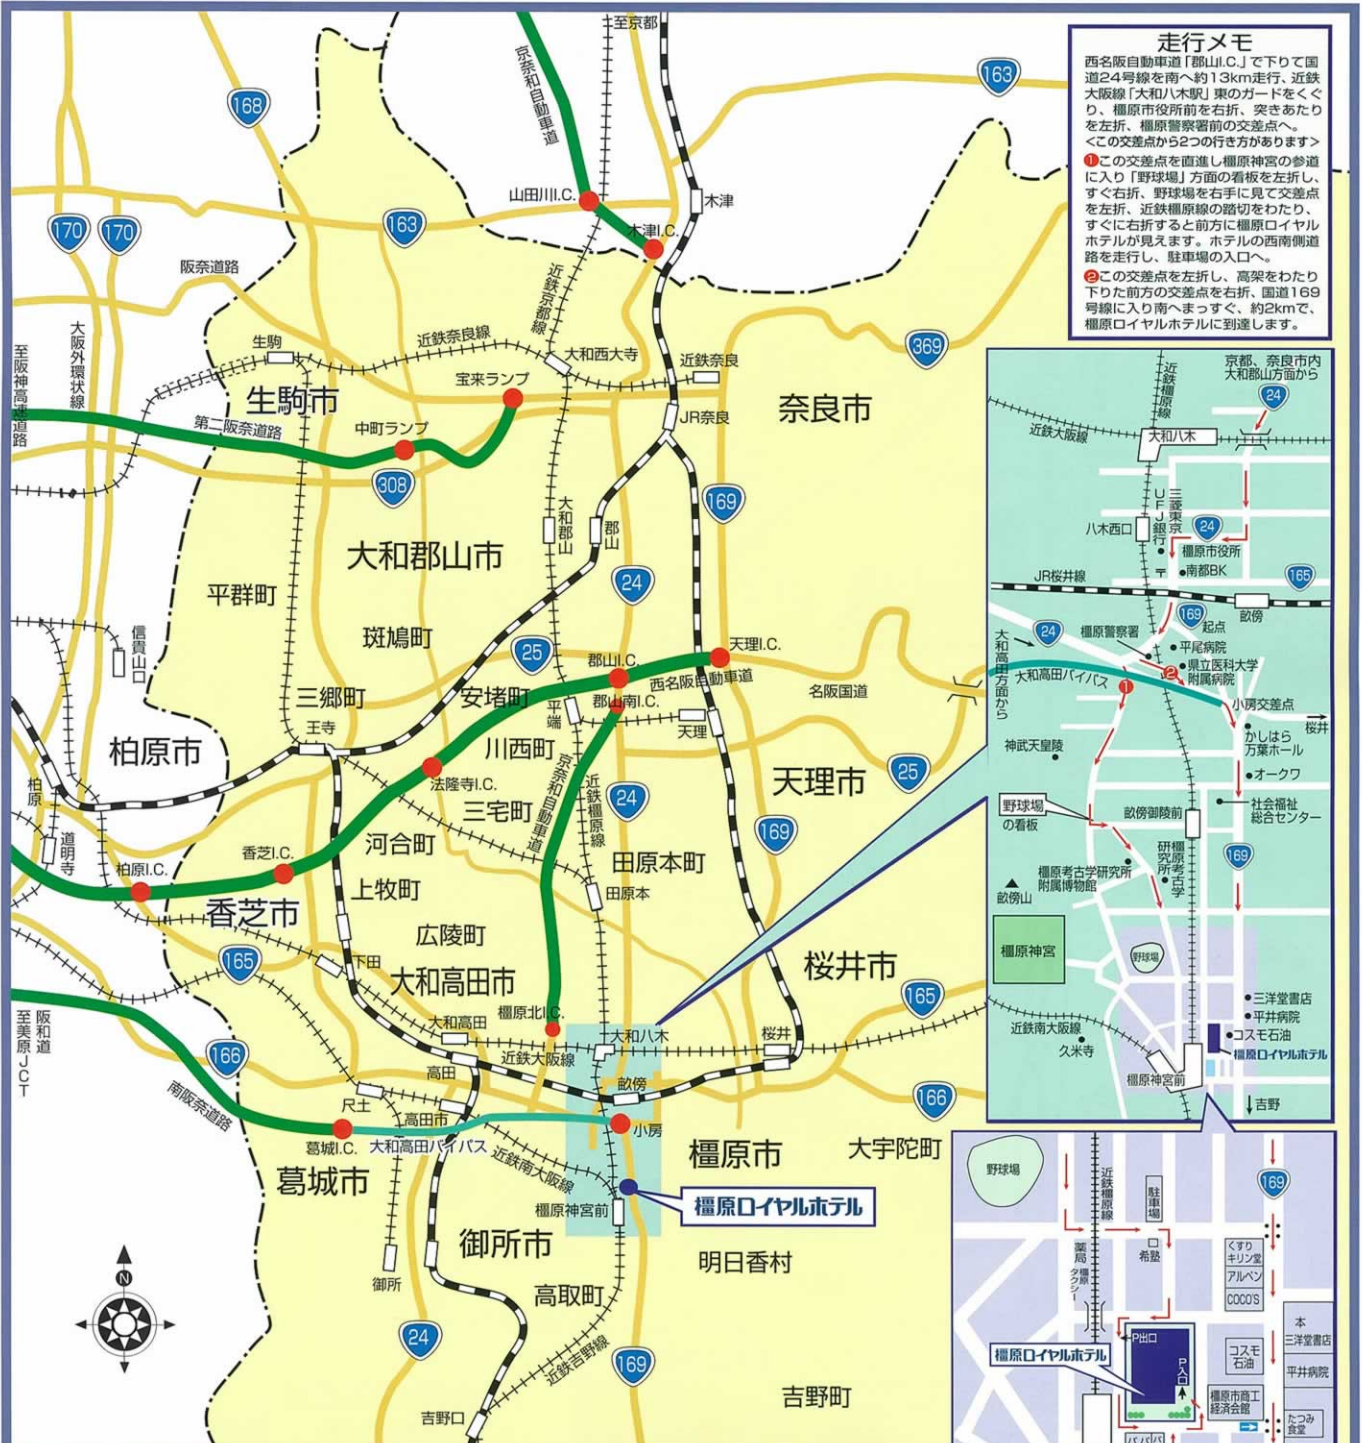 走行メモ
西名阪自動車道「郡山I.C.」で下りて国
道24号線を南へ約13km走行、近鉄
大阪線「大和八木駅」東のガードをくぐ
り、橿原市役所前を右折、突きあたり
を左折、橿原警察署前の交差点へ。
<この交差点から2つの行き方があります>
❶この交差点を直進し橿原神宮の参道
に入り「野球場」方面の看板を左折し、
すぐ右折、野球場を右手に見て交差点
を左折、近鉄橿原線の踏切をわたり、
すぐに右折すると前方に橿原ロイヤル
ホテルが見えます。ホテルの西南側道
路を走行し、駐車場の入口へ。
❷この交差点を左折し、高架をわたり
下りた前方の交差点を右折、国道169
号線に入り南へまっすぐ、約2kmで、
橿原ロイヤルホテルに到達します。
至京都
京奈和自動車道
168
163
山田川I.C.
木津
170
170
163
木津I.C.
阪奈道路
近鉄京都線
大阪外環状線
至阪神高速道路
生駒
近鉄奈良線
大和西大寺
近鉄奈良
369
生駒市
宝来ランプ
奈良市
第二阪奈道路
中町ランプ
JR奈良
308
169
大和郡山
郡山
大和郡山市
平群町
24
斑鳩町
信貴山口
25
天理I.C.
郡山I.C.
西名阪自動車道
名阪国道
三郷町
安堵町
郡山南I.C.
平端
王寺
天理
柏原市
川西町
法隆寺I.C.
京奈和自動車道
近鉄橿原線
天理市
25
柏原
三宅町
24
169
道明寺
河合町
田原本町
香芝I.C.
柏原I.C.
上牧町
田原本
香芝市
広陵町
165
下田
大和高田市
桜井市
165
橿原北I.C.
阪和道
至美原JCT
大和高田
大和八木
桜井
近鉄大阪線
166
高田
畝傍
166
南阪奈道路
尺土
高田市
小房
葛城I.C.
大和高田バイパス
近鉄南大阪線
橿原市
大宇陀町
葛城市
橿原神宮前
橿原ロイヤルホテル
御所市
明日香村
御所
高取町
N
24
近鉄吉野線
169
吉野町
吉野口
京都、奈良市内
大和郡山方面から
24
近鉄橿原線
近鉄大阪線
大和八木
三菱東京
UFJ銀行
八木西口
24
橿原市役所
〒
南都BK
JR桜井線
165
畝傍
169
起点
橿原警察署
24
平尾病院
大和高田方面から
県立医科大学
附属病院
大和高田バイパス
1
2
小房交差点
桜井
神武天皇陵
かしはら
万葉ホール
オークワ
野球場
の看板
畝傍御陵前
社会福祉
総合センター
169
橿原考古学研究所
附属博物館
橿原考古学
研究所
畝傍山
橿原神宮
野球場
三洋堂書店
平井病院
コスモ石油
近鉄南大阪線
久米寺
橿原ロイヤルホテル
橿原神宮前
吉野
野球場
近鉄橿原線
駐車場
169
薬局
橿原
タクシー
希塾
くすり
キリン堂
アルペン
COCO'S
本
三洋堂書店
P出口
コスモ
石油
橿原ロイヤルホテル
P入口
平井病院
橿原市商工
経済会館
たつみ
食堂